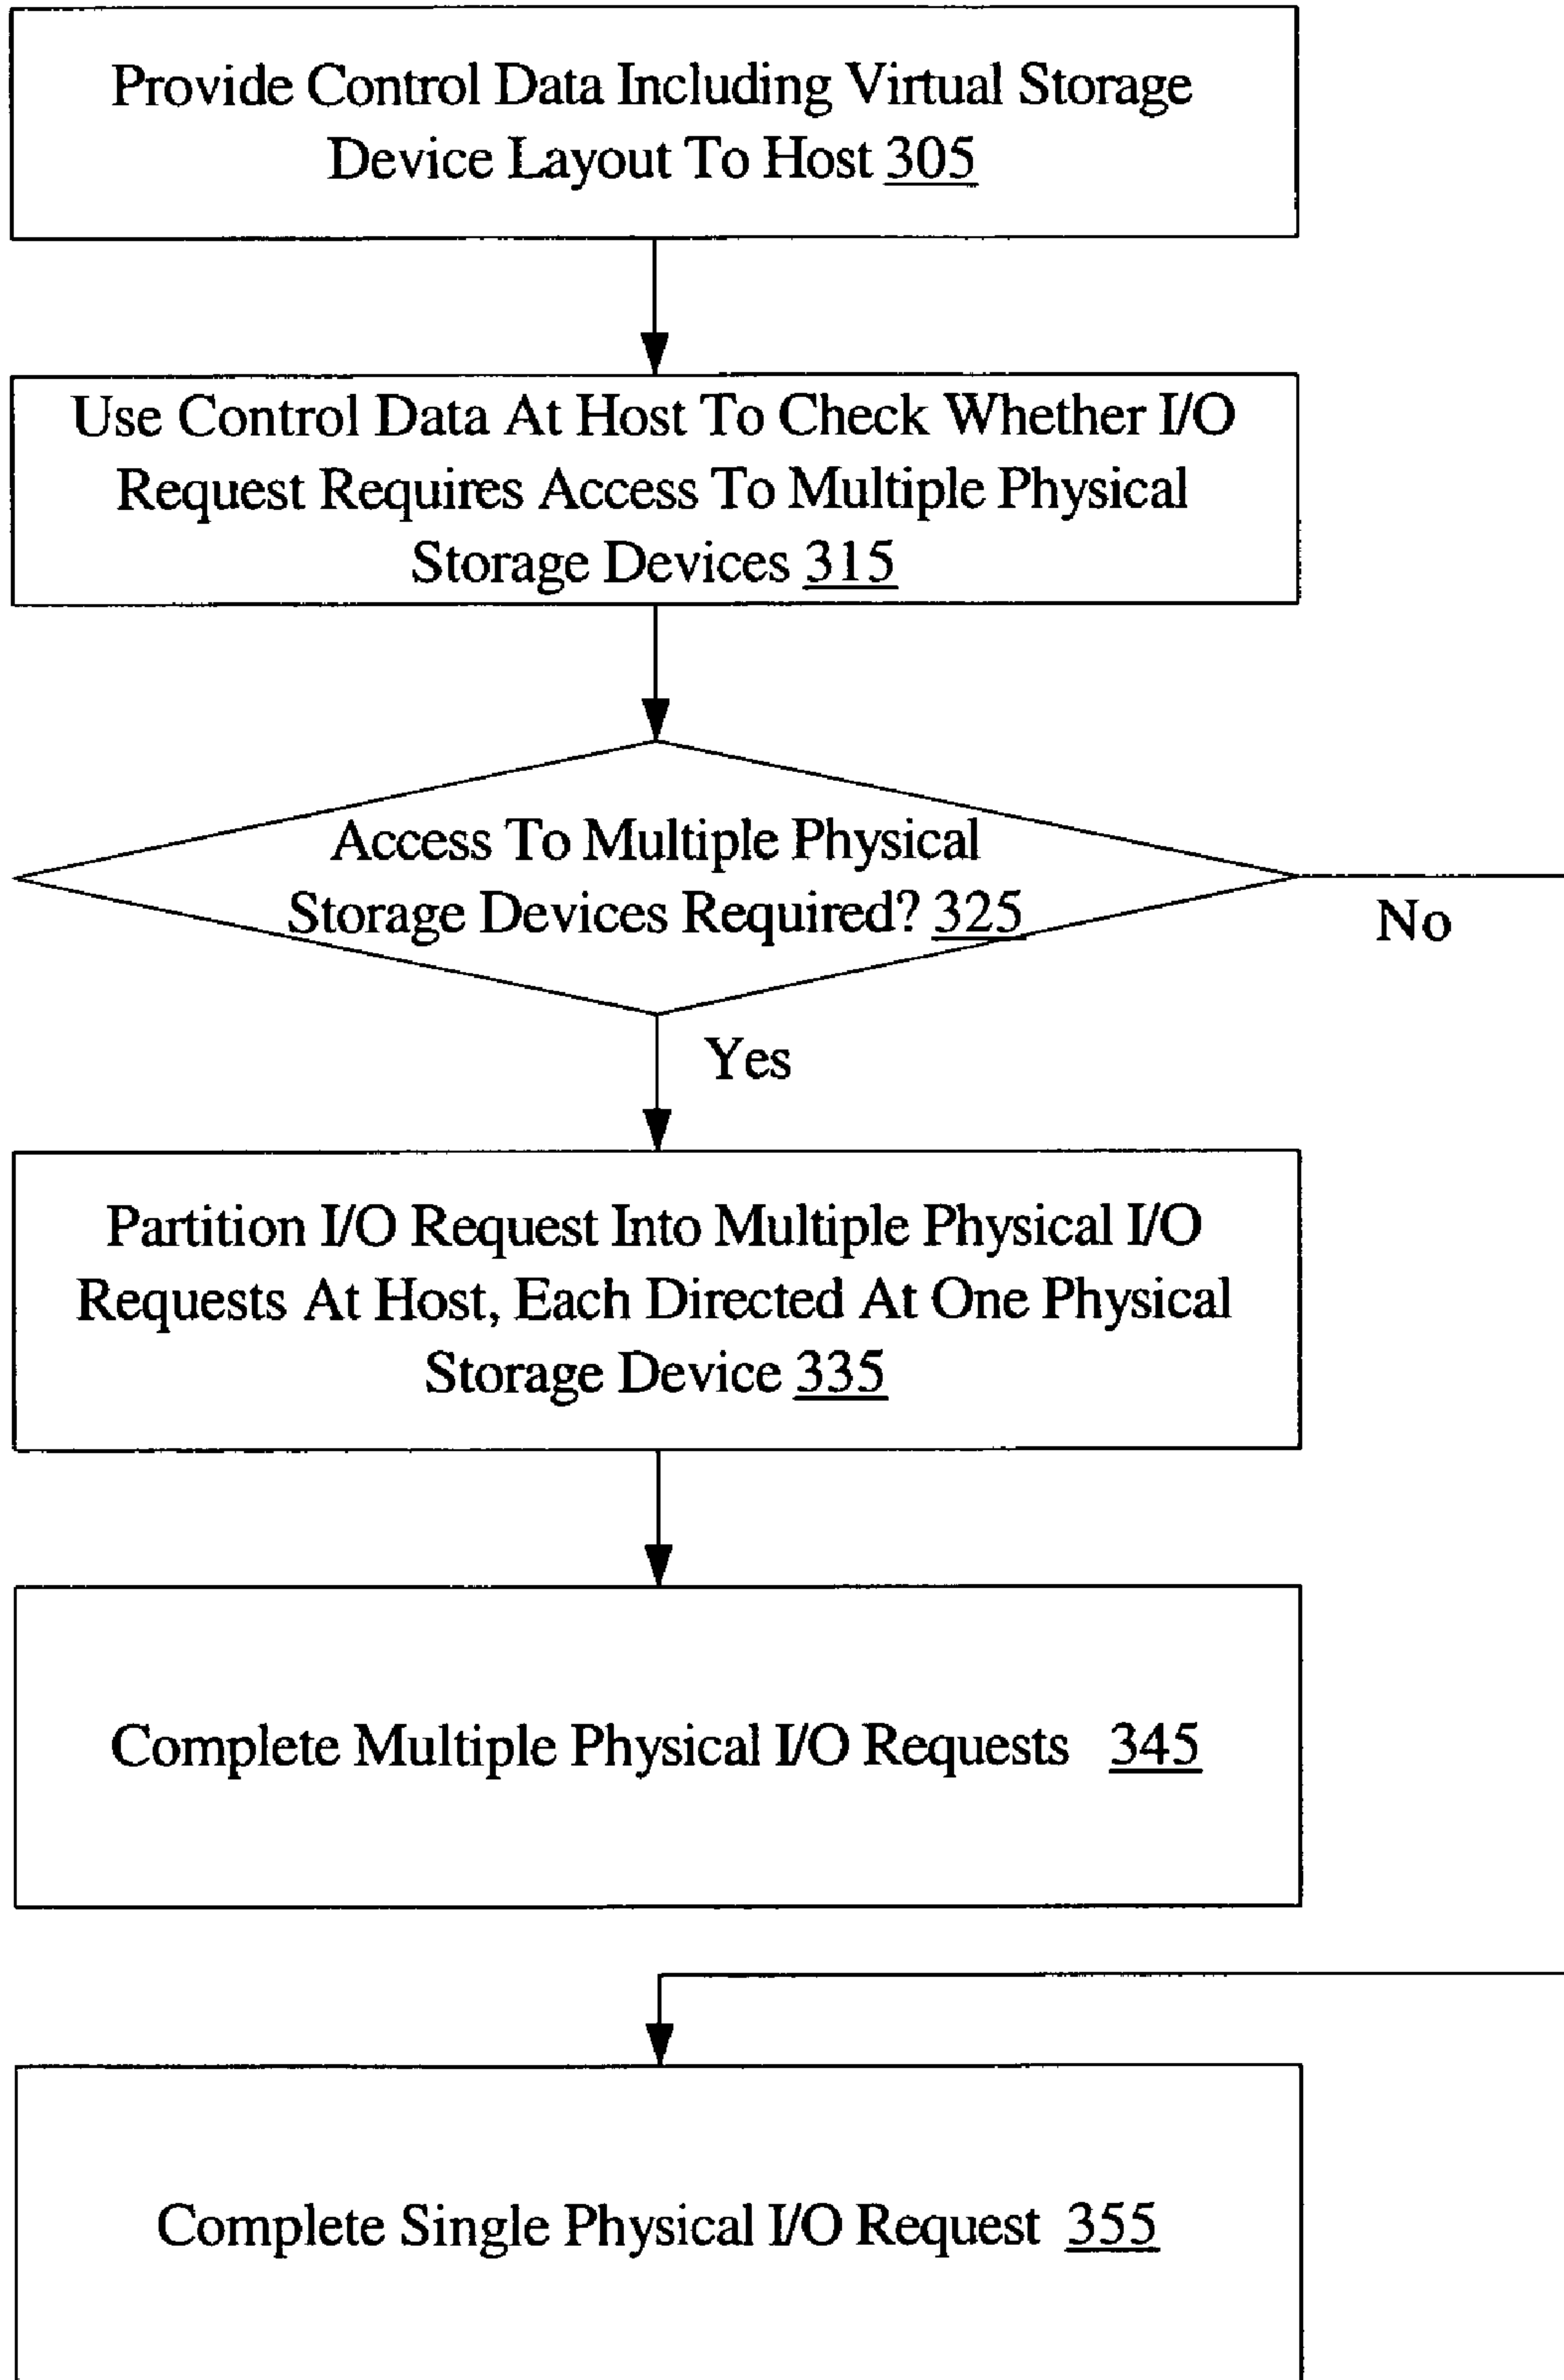 Provide Control Data Including Virtual Storage
Device Layout To Host 305
Use Control Data At Host To Check Whether I/O
Request Requires Access To Multiple Physical
Storage Devices 315
Access To Multiple Physical
Storage Devices Required? 325
No
Yes
Partition I/O Request Into Multiple Physical I/O
Requests At Host, Each Directed At One Physical
Storage Device 335
Complete Multiple Physical I/O Requests 345
Complete Single Physical I/O Request 355